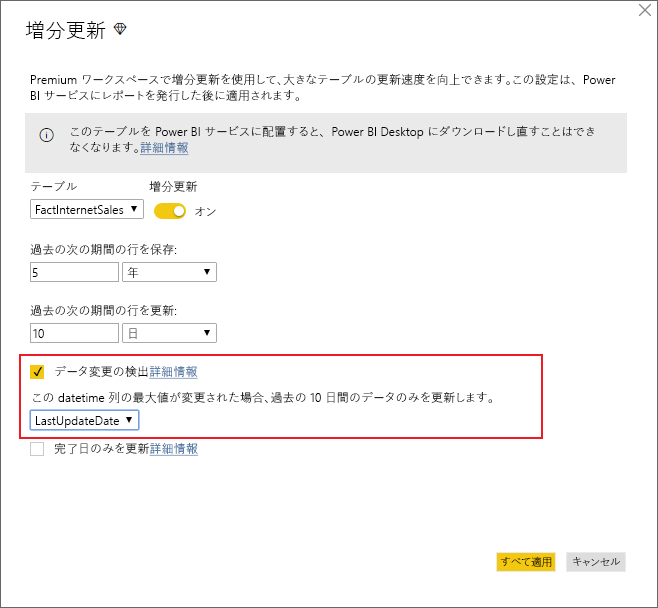 増分更新
Premium ワークスペースで増分更新を使用して、大きなテーブルの更新速度を向上できます。この設定は、 Power
BI サービスにレポートを発行した後に適用されます。
このテーブルを Power BI サービスに配置すると、 Power BI Desktop にダウンロードし直すことはでき
なくなります。詳細情報
テーブル 増分更新
FactInternetSales オン
過去の次の期間の行を保存:
5 年
過去の次の期間の行を更新:
10 日
データ変更の検出詳細情報
この datetime 列の最大値が変更された場合、過去の 10 日間のデータのみを更新します。
LastUpdateDate
完了日のみを更新詳細情報
すべて適用 キャンセル